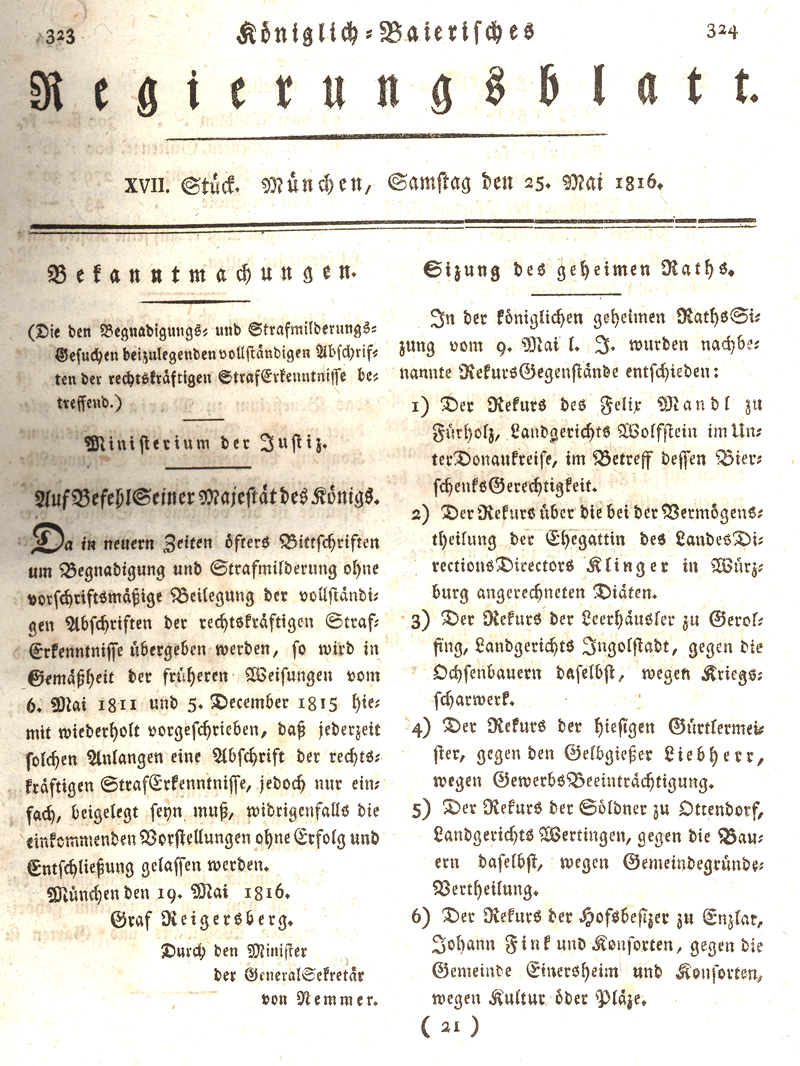 323
Königlich-Baierisches
324
Regierungsblatt.
XVII. Stück. München, Samstag den 25. Mai 1816.
Bekanntmachungen.
(Die den Begnadigungs- und Strafmilderungs-
Gesuchen beizulegenden vollständigen Abschrif-
ten der rechtskräftigen StrafErkenntnisse be-
treffend.)
Ministerium der Justiz.
Auf Befehl Seiner Majestät des Königs.
Da in neuern Zeiten öfters Bittschriften
um Begnadigung und Strafmilderung ohne
vorschriftsmäßige Beilegung der vollständi-
gen Abschriften der rechtskräftigen Straf-
Erkenntnisse übergeben werden, so wird in
Gemäßheit der früheren Weisungen vom
6. Mai 1811 und 5. December 1815 hie-
mit wiederholt vorgeschrieben, daß jederzeit
solchen Anlangen eine Abschrift der rechts-
kräftigen StrafErkenntnisse, jedoch nur ein-
fach, beigelegt seyn muß, widrigenfalls die
einkommenden Vorstellungen ohne Erfolg und
Entschließung gelassen werden.
München den 19. Mai 1816.
Graf Reigersberg.
Durch den Minister
der GeneralSekretär
von Nemmer.
Sizung des geheimen Raths.
In der königlichen geheimen RathsSi-
zung vom 9. Mai l. J. wurden nachbe-
nannte RekursGegenstände entschieden:
1) Der Rekurs des Felix Mandl zu
Fürholz, Landgerichts Wolfstein im Un-
terDonaukreise, im Betreff dessen Bier-
schenksGerechtigkeit.
2) Der Rekurs über die bei der Vermögens-
theilung der Ehegattin des LandesDi-
rectionsDirectors Klinger in Würz-
burg angerechneten Diäten.
3) Der Rekurs der Leerhäusler zu Gerol-
fing, Landgerichts Ingolstadt, gegen die
Ochsenbauern daselbst, wegen Kriegs-
scharwerk.
4) Der Rekurs der hiesigen Gürtlermei-
ster, gegen den Gelbgießer Liebherr,
wegen GewerbsBeeinträchtigung.
5) Der Rekurs der Söldner zu Ottendorf,
Landgerichts Wertingen, gegen die Bau-
ern daselbst, wegen Gemeindegründe-
Vertheilung.
6) Der Rekurs der Hofsbesizer zu Enzlar,
Johann Fink und Konsorten, gegen die
Gemeinde Einersheim und Konsorten,
wegen Kultur öder Pläze.
( 21 )